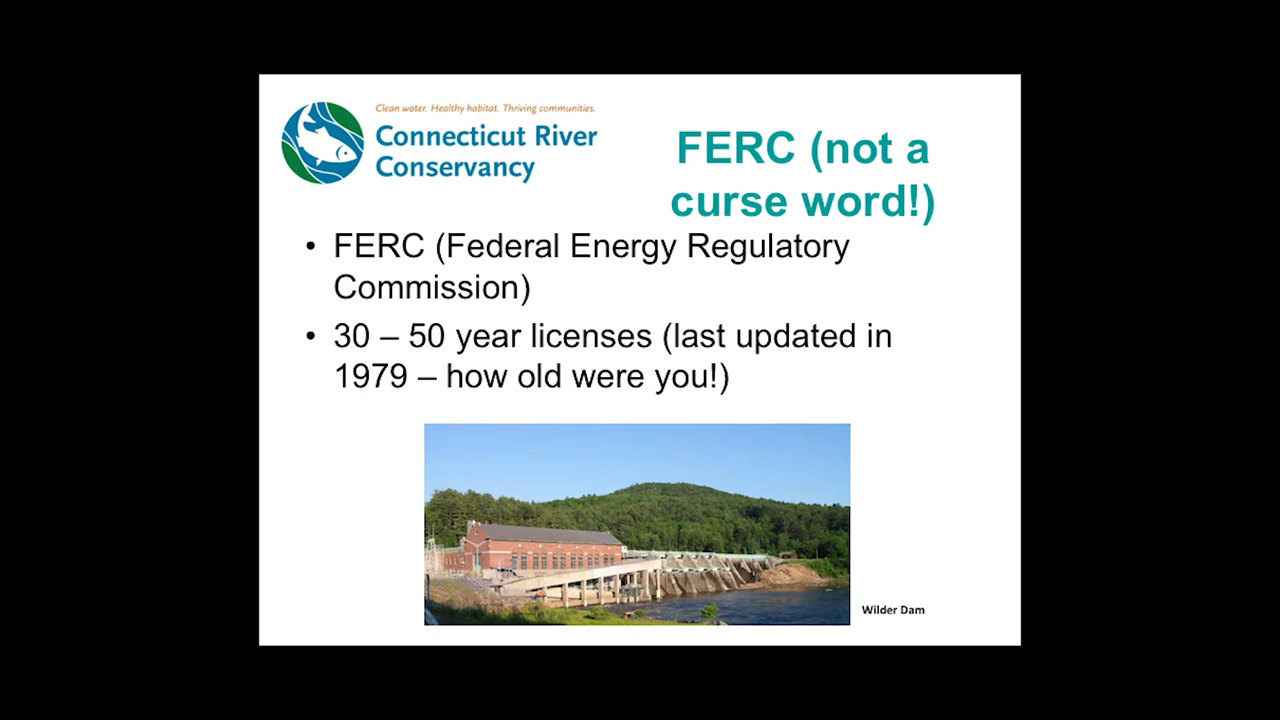 Clean water. Healthy habitat. Thriving communities.
Connecticut River
Conservancy
FERC (not a
curse word!)
• FERC (Federal Energy Regulatory
Commission)
• 30 – 50 year licenses (last updated in
1979 – how old were you!)
Wilder Dam